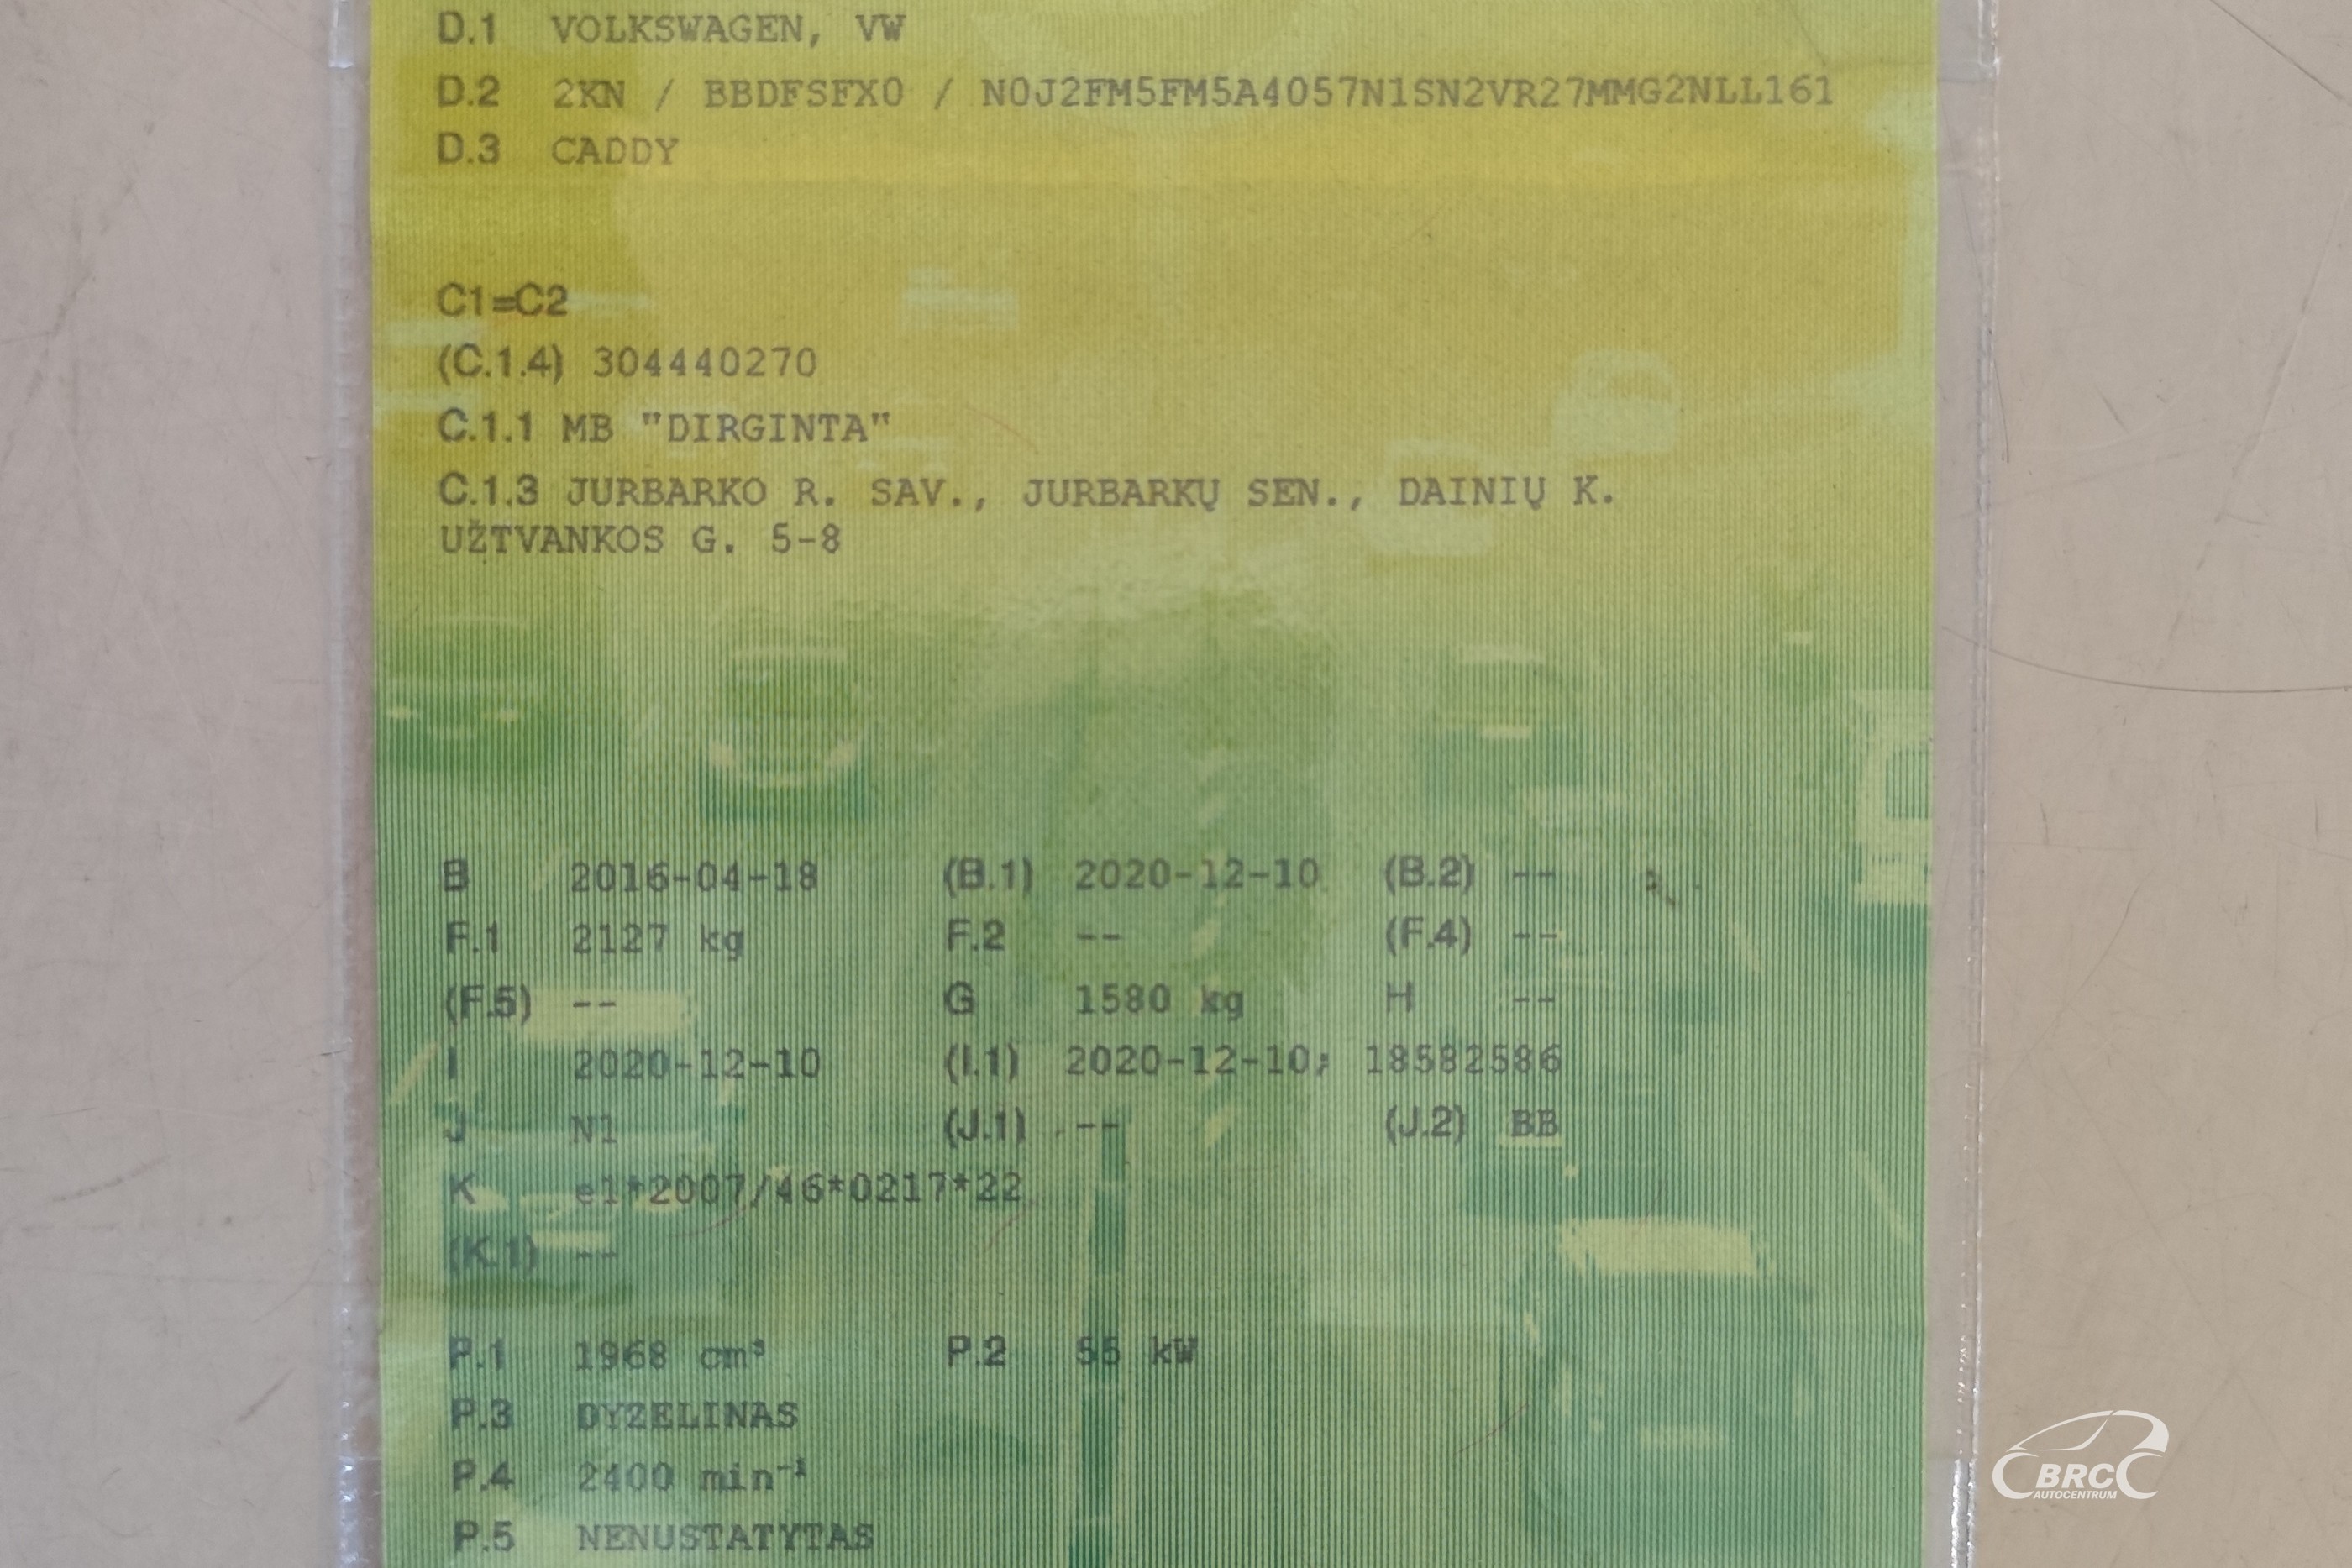 D.1 VOLKSWAGEN, VW
D.2 2KN / BBDFSFX0 / N0J2FM5FM5A4057N1SN2VR27MMG2NLL161
D.3 CADDY
C1=C2
(C.1.4) 304440270
C.1.1 MB "DIRGINTA"
C.1.3 JURBARKO R. SAV., JURBARKŲ SEN., DAINIŲ K.
UŽTVANKOS G. 5-8
B 2016-04-18 (B.1) 2020-12-10 (B.2) --
F.1 2127 kg F.2 -- (F.4) --
(F.5) -- G 1580 kg H --
I 2020-12-10 (I.1) 2020-12-10; 18582586
J N1 (J.1) -- (J.2) BB
K e1*2007/46*0217*22
(K.1) --
P.1 1968 cm³ P.2 55 kW
P.3 DYZELINAS
P.4 2400 min⁻¹
P.5 NENUSTATYTAS
BRC
AUTOCENTRUM